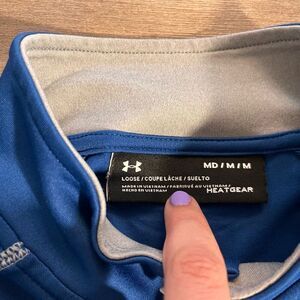 MD / M / M
LOOSE / COUPE LÂCHE / SUELTO
MADE IN VIETNAM / FABRIQUÉ AU VIETNAM /
HECHO EN VIETNAM
HEATGEAR